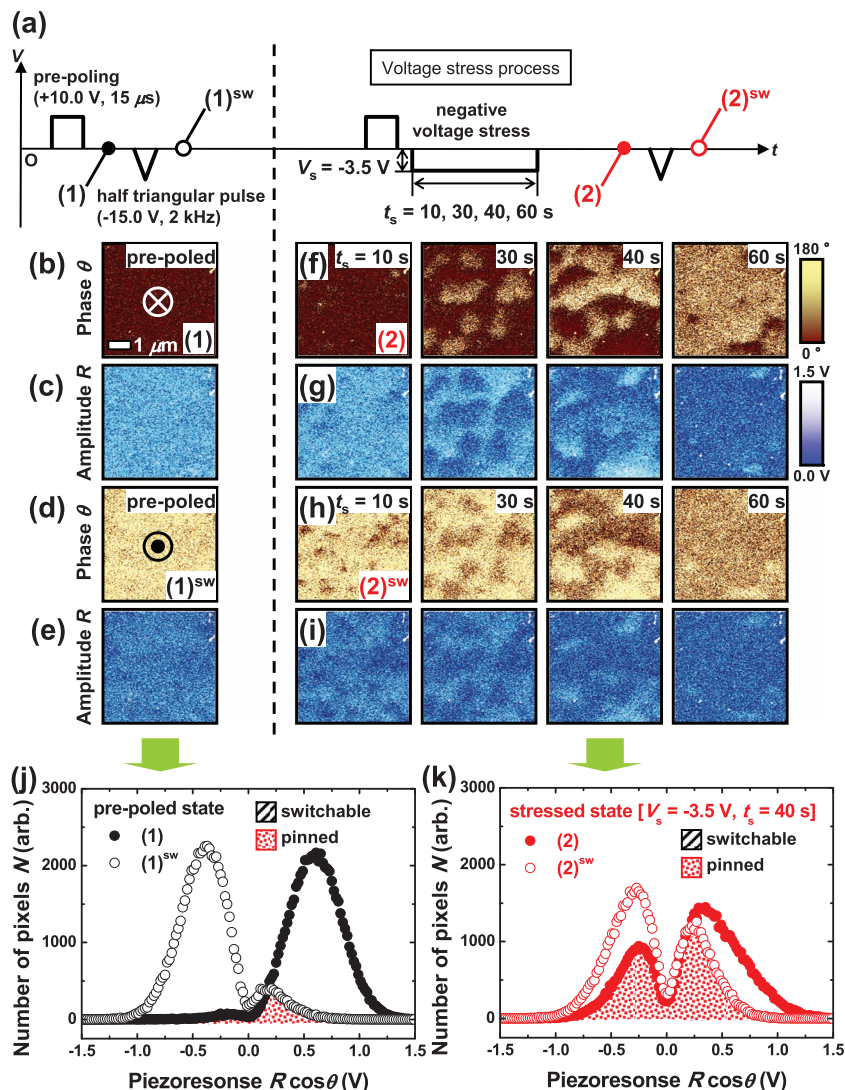 (a)
V
pre-poling
(+10.0 V, 15 μs)
(1)^sw
Voltage stress process
negative
voltage stress
(2)^sw
O
t
V_s = -3.5 V
(1)
half triangular pulse
(-15.0 V, 2 kHz)
(2)
t_s = 10, 30, 40, 60 s
(b)
Phase θ
pre-poled
1 μm
(1)
(f)
t_s = 10 s
(2)
30 s
40 s
60 s
180 °
0 °
(c)
Amplitude R
(g)
1.5 V
0.0 V
(d)
Phase θ
pre-poled
(1)^sw
(h)
t_s = 10 s
(2)^sw
30 s
40 s
60 s
(e)
Amplitude R
(i)
(j)
Number of pixels N (arb.)
3000
2000
1000
0
pre-poled state
(1)
(1)^sw
switchable
pinned
-1.5 -1.0 -0.5 0.0 0.5 1.0 1.5
Piezoresonse R cosθ (V)
(k)
Number of pixels N (arb.)
3000
2000
1000
0
stressed state [V_s = -3.5 V, t_s = 40 s]
(2)
(2)^sw
switchable
pinned
-1.5 -1.0 -0.5 0.0 0.5 1.0 1.5
Piezoresonse R cosθ (V)